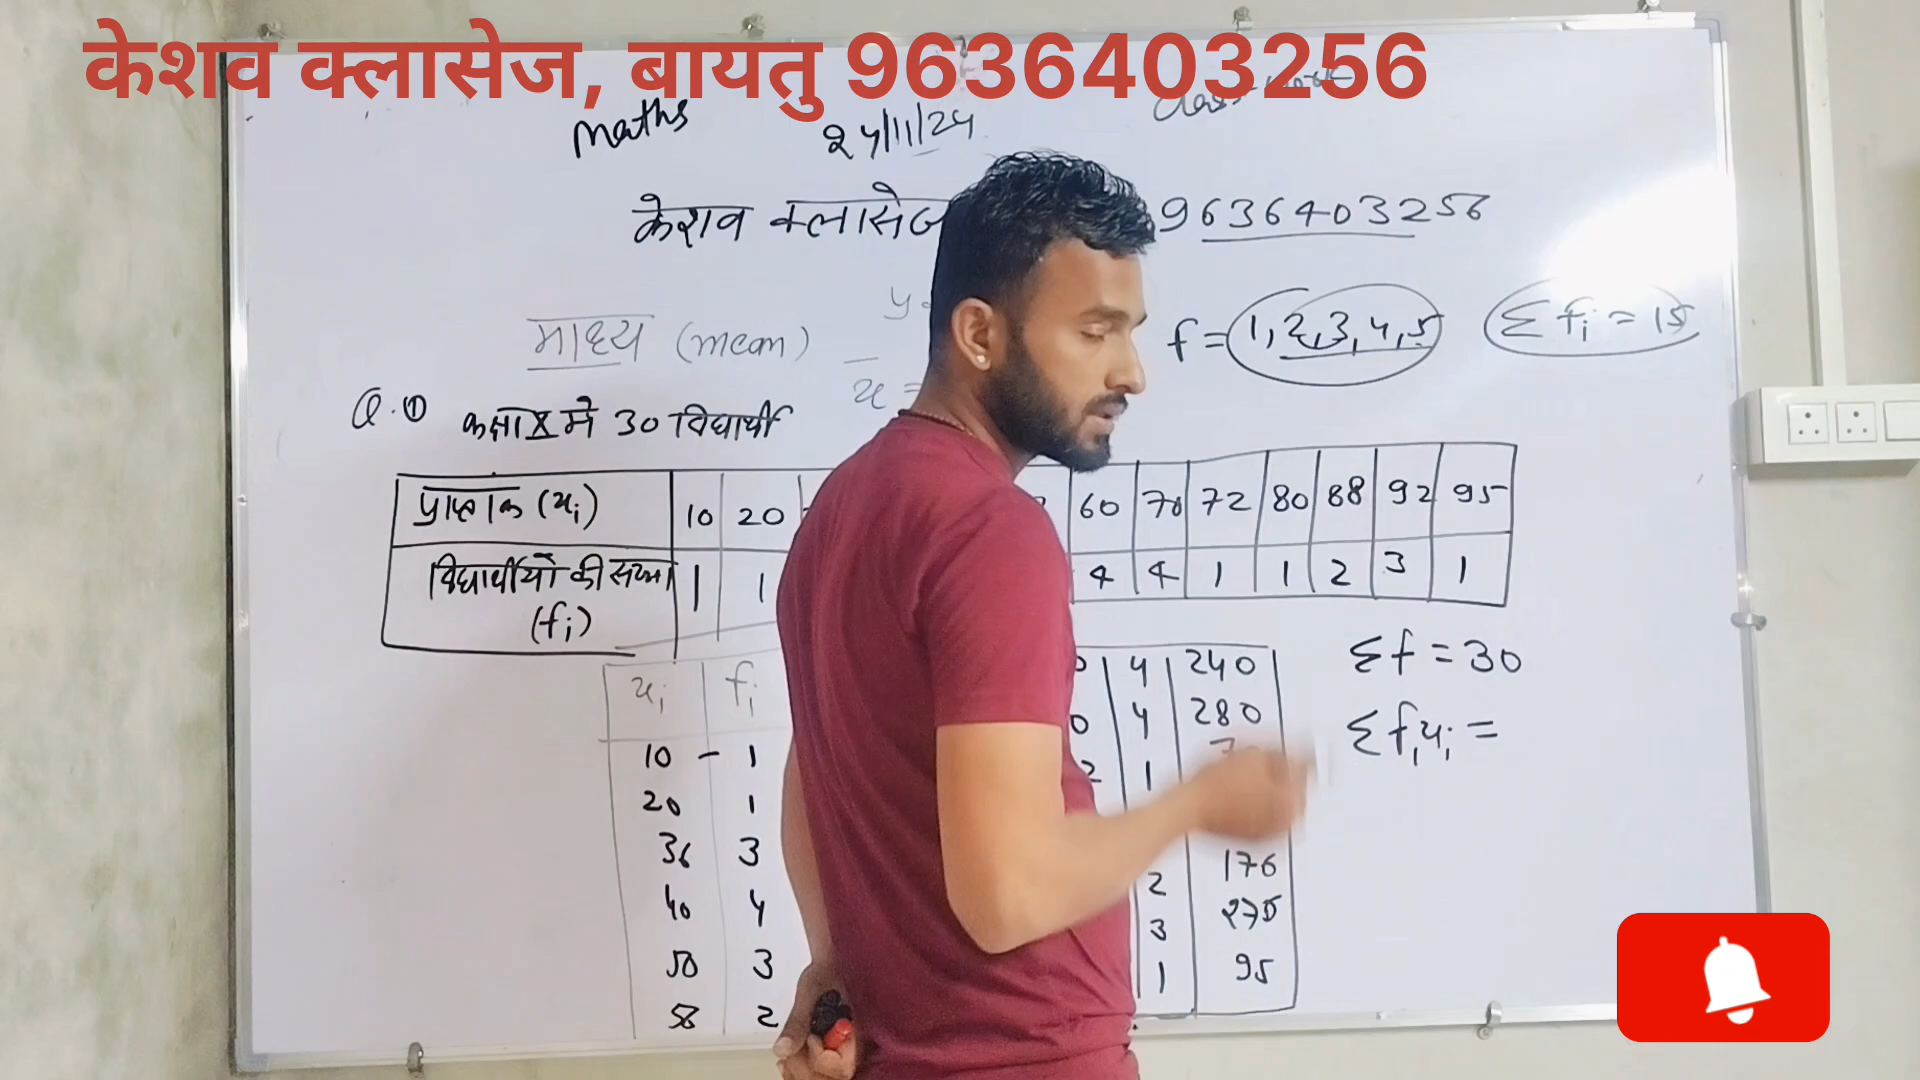 केशव क्लासेज, बायतु 9636403256
Maths 24/11/24 Class
केशव क्लासेज 9636403256
माध्य (mean) f = 1, 2, 3, 4, 5 Σ fi = 15
Q. ① कक्षा X मे 30 विद्यार्थी
प्राप्तांक (xi) 10 20 60 70 72 80 88 92 95
विद्यार्थीयों की संख्या 1 1 4 4 1 1 2 3 1
(fi)
xi fi 4 240 Σf = 30
4 280 Σfixi =
10 - 1 1
20 1
36 3 176
40 4 2
3
50 3 1 95
58 2